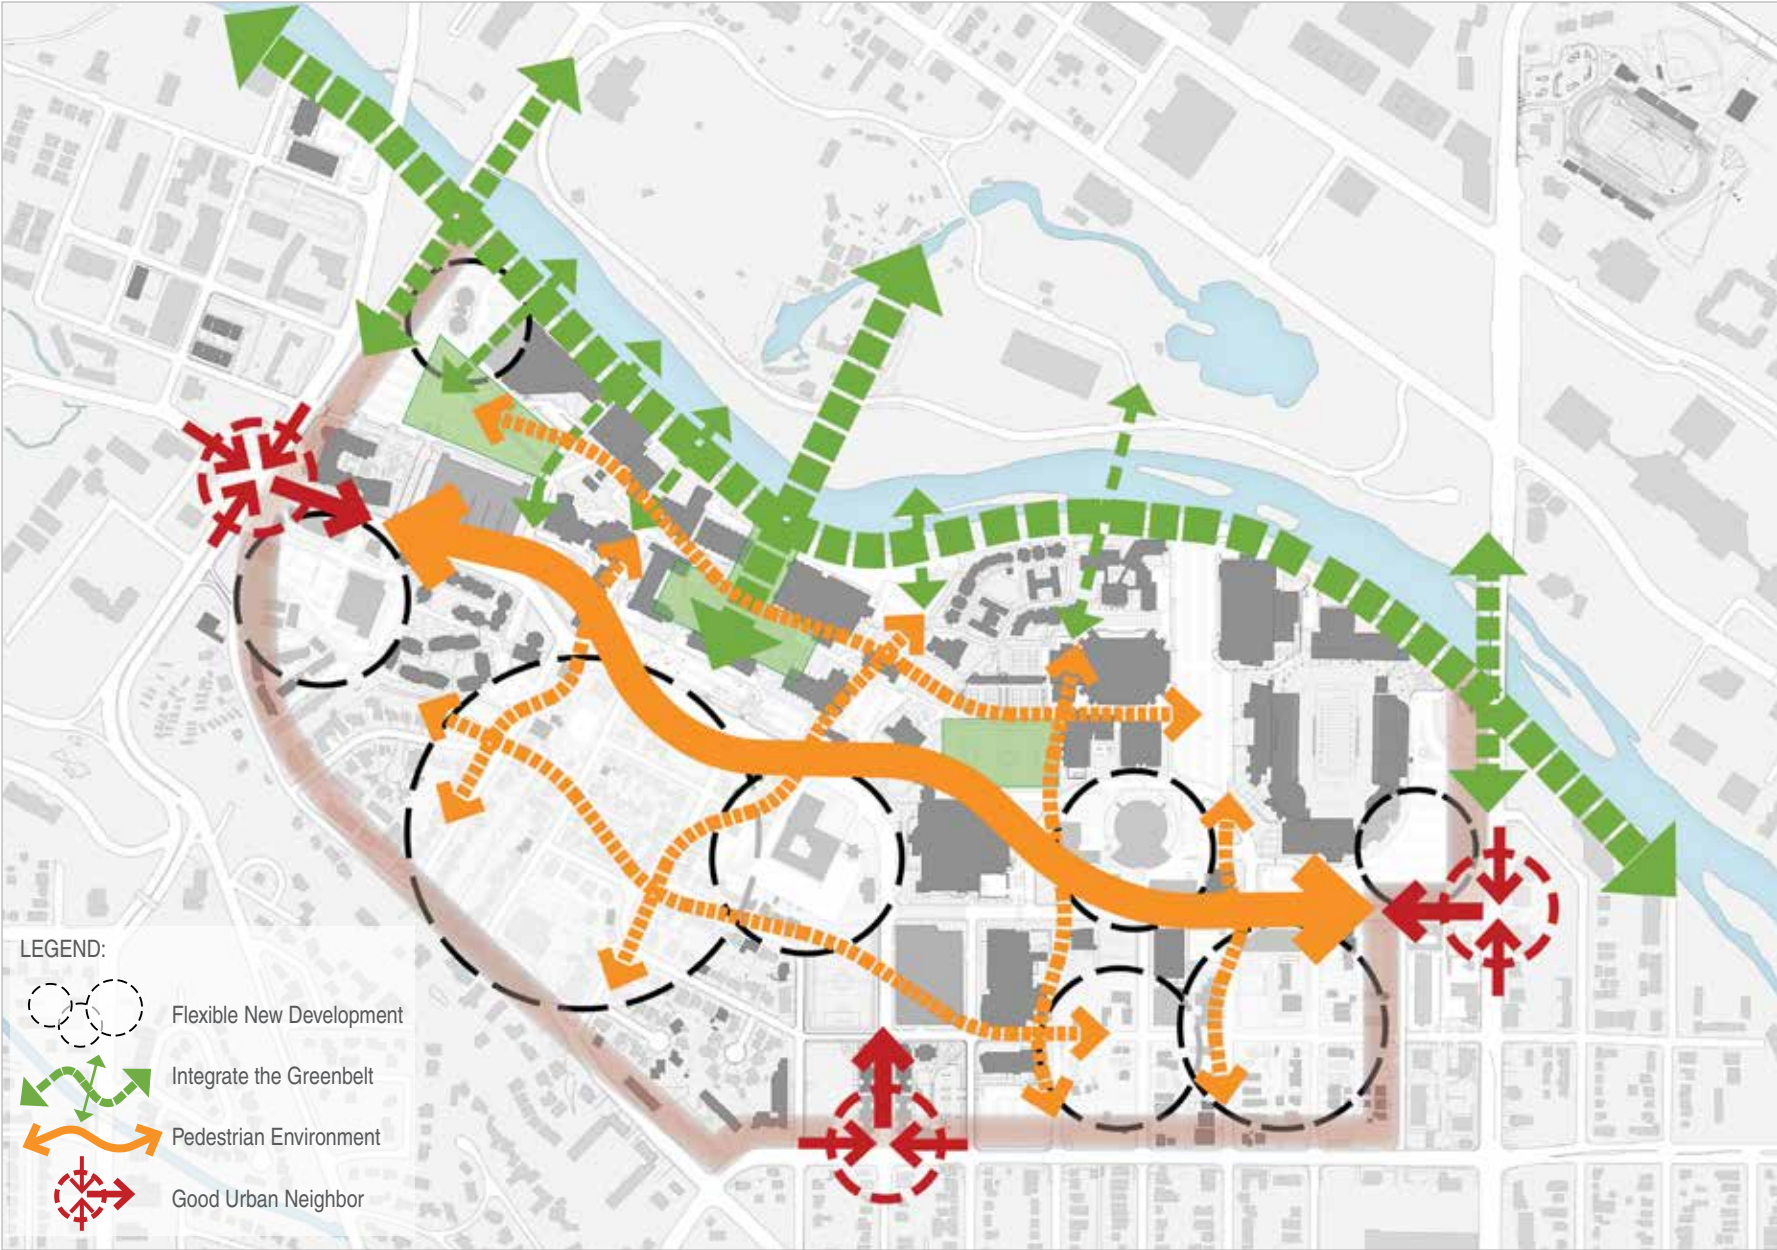 LEGEND:
Flexible New Development
Integrate the Greenbelt
Pedestrian Environment
Good Urban Neighbor